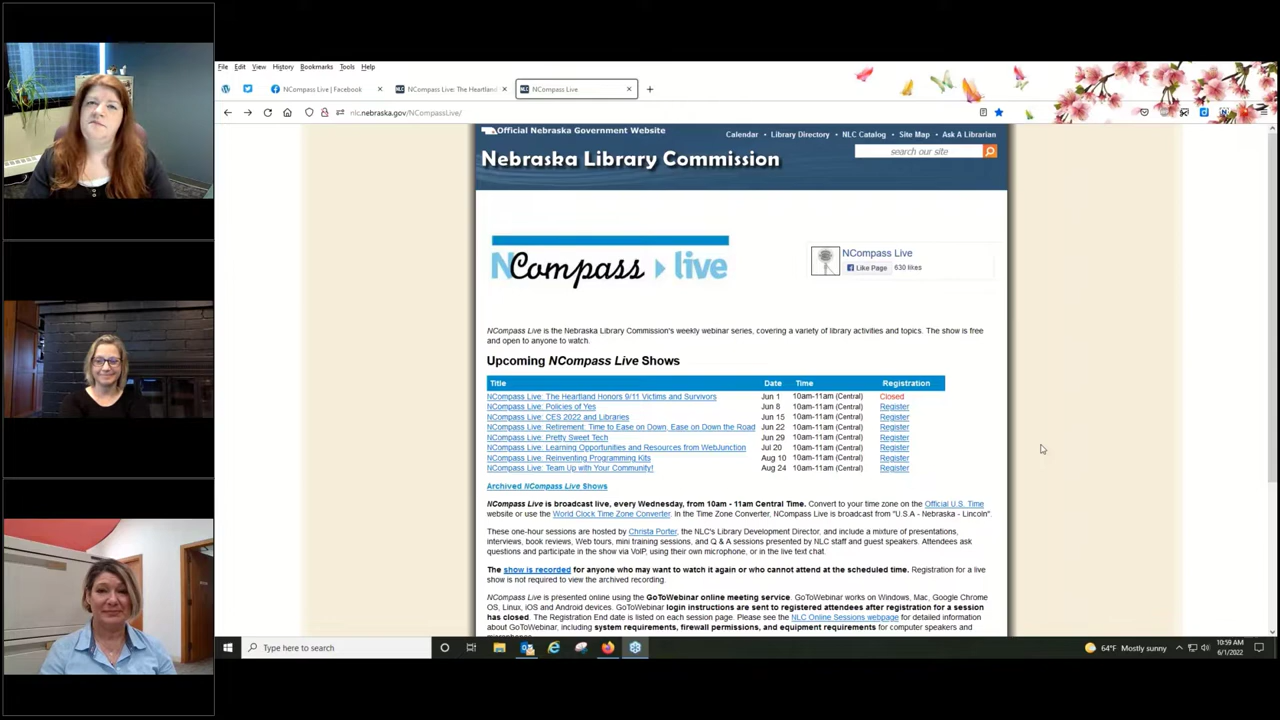 File Edit View History Bookmarks Tools Help
NCompass Live | Facebook
NCompass Live: The Heartland
NCompass Live
nlc.nebraska.gov/NCompassLive/
Official Nebraska Government Website
Calendar • Library Directory • NLC Catalog • Site Map • Ask A Librarian
Nebraska Library Commission
search our site
NCompass live
NCompass Live
Like Page 630 likes
NCompass Live is the Nebraska Library Commission's weekly webinar series, covering a variety of library activities and topics. The show is free
and open to anyone to watch.
Upcoming NCompass Live Shows
Title Date Time Registration
NCompass Live: The Heartland Honors 9/11 Victims and Survivors Jun 1 10am-11am (Central) Closed
NCompass Live: Policies of Yes Jun 8 10am-11am (Central) Register
NCompass Live: CES 2022 and Libraries Jun 15 10am-11am (Central) Register
NCompass Live: Retirement: Time to Ease on Down, Ease on Down the Road Jun 22 10am-11am (Central) Register
NCompass Live: Pretty Sweet Tech Jun 29 10am-11am (Central) Register
NCompass Live: Learning Opportunities and Resources from WebJunction Jul 20 10am-11am (Central) Register
NCompass Live: Reinventing Programming Kits Aug 10 10am-11am (Central) Register
NCompass Live: Team Up with Your Community! Aug 24 10am-11am (Central) Register
Archived NCompass Live Shows
NCompass Live is broadcast live, every Wednesday, from 10am - 11am Central Time. Convert to your time zone on the Official U.S. Time
website or use the World Clock Time Zone Converter. In the Time Zone Converter, NCompass Live is broadcast from "U.S.A - Nebraska - Lincoln".
These one-hour sessions are hosted by Christa Porter, the NLC's Library Development Director, and include a mixture of presentations,
interviews, book reviews, Web tours, mini training sessions, and Q & A sessions presented by NLC staff and guest speakers. Attendees ask
questions and participate in the show via VoIP, using their own microphone, or in the live text chat.
The show is recorded for anyone who may want to watch it again or who cannot attend at the scheduled time. Registration for a live
show is not required to view the archived recording.
NCompass Live is presented online using the GoToWebinar online meeting service. GoToWebinar works on Windows, Mac, Google Chrome
OS, Linux, iOS and Android devices. GoToWebinar login instructions are sent to registered attendees after registration for a session
has closed. The Registration End date is listed on each session page. Please see the NLC Online Sessions webpage for detailed information
about GoToWebinar, including system requirements, firewall permissions, and equipment requirements for computer speakers and
Type here to search
64°F Mostly sunny
10:59 AM
6/1/2022